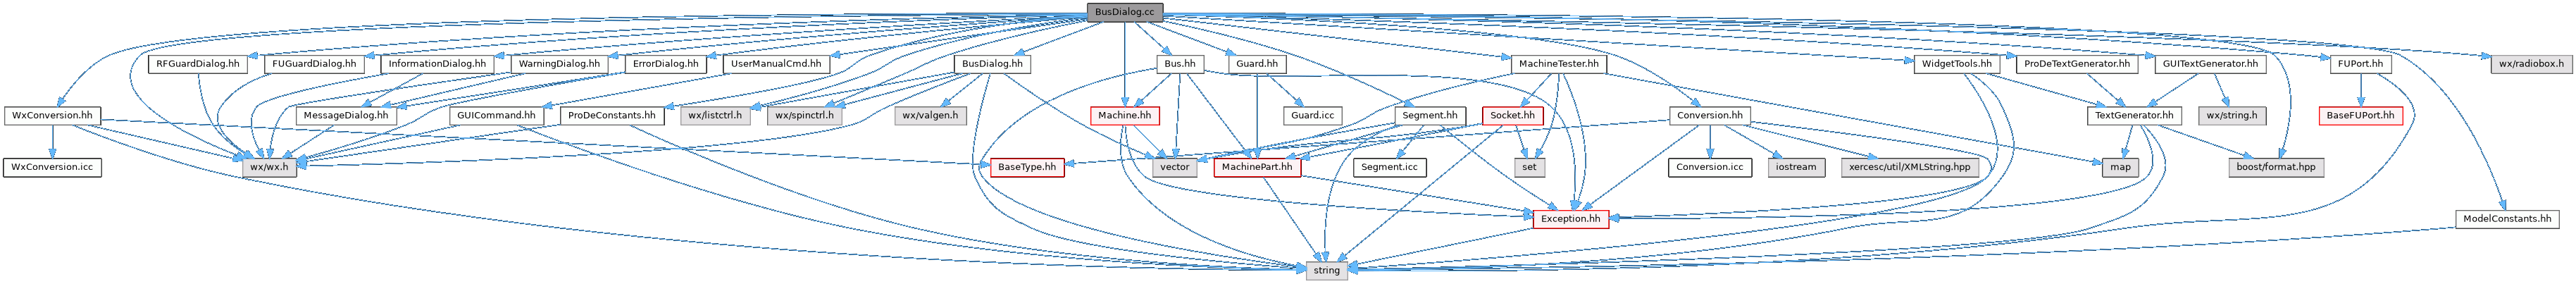 BusDialog.cc
RFGuardDialog.hh
FUGuardDialog.hh
InformationDialog.hh
WarningDialog.hh
ErrorDialog.hh
UserManualCmd.hh
BusDialog.hh
Bus.hh
Guard.hh
MachineTester.hh
WidgetTools.hh
ProDeTextGenerator.hh
GUITextGenerator.hh
FUPort.hh
wx/radiobox.h
WxConversion.hh
MessageDialog.hh
GUICommand.hh
ProDeConstants.hh
wx/listctrl.h
wx/spinctrl.h
wx/valgen.h
Machine.hh
Guard.icc
Segment.hh
Socket.hh
Conversion.hh
TextGenerator.hh
wx/string.h
BaseFUPort.hh
WxConversion.icc
wx/wx.h
BaseType.hh
vector
MachinePart.hh
Segment.icc
set
Conversion.icc
iostream
xercesc/util/XMLString.hpp
map
boost/format.hpp
Exception.hh
ModelConstants.hh
string